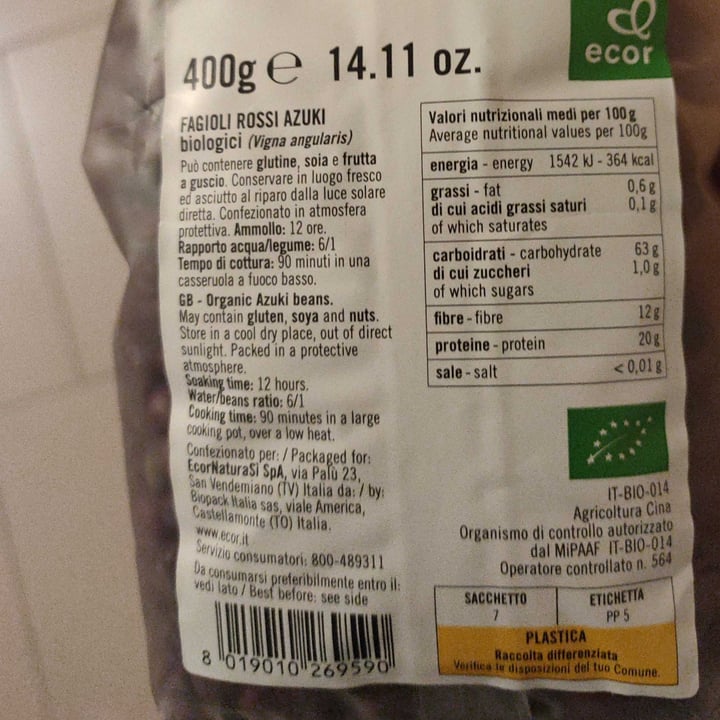 400g e 14.11 oz.
ecor
FAGIOLI ROSSI AZUKI
biologici (Vigna angularis)
Può contenere glutine, soia e frutta
a guscio. Conservare in luogo fresco
ed asciutto al riparo dalla luce solare
diretta. Confezionato in atmosfera
protettiva. Ammollo: 12 ore.
Rapporto acqua/legume: 6/1
Tempo di cottura: 90 minuti in una
casseruola a fuoco basso.
GB - Organic Azuki beans.
May contain gluten, soya and nuts.
Store in a cool dry place, out of direct
sunlight. Packed in a protective
atmosphere.
Soaking time: 12 hours.
Water/beans ratio: 6/1
Cooking time: 90 minutes in a large
cooking pot, over a low heat.
Confezionato per: / Packaged for:
EcorNaturaSì SpA, via Palù 23,
San Vendemiano (TV) Italia da: / by:
Biopack Italia sas, viale America,
Castellamonte (TO) Italia.
www.ecor.it
Servizio consumatori: 800-489311
Da consumarsi preferibilmente entro il:
vedi lato / Best before: see side
8 019010 269590
Valori nutrizionali medi per 100g
Average nutritional values per 100g
energia - energy 1542 kJ - 364 kcal
grassi - fat 0,6 g
di cui acidi grassi saturi 0,1 g
of which saturates
carboidrati - carbohydrate 63 g
di cui zuccheri 1,0 g
of which sugars
fibre - fibre 12 g
proteine - protein 20 g
sale - salt < 0,01 g
IT-BIO-014
Agricoltura Cina
Organismo di controllo autorizzato
dal MiPAAF IT-BIO-014
Operatore controllato n. 564
SACCHETTO ETICHETTA
7 PP 5
PLASTICA
Raccolta differenziata
Verifica le disposizioni del tuo Comune.